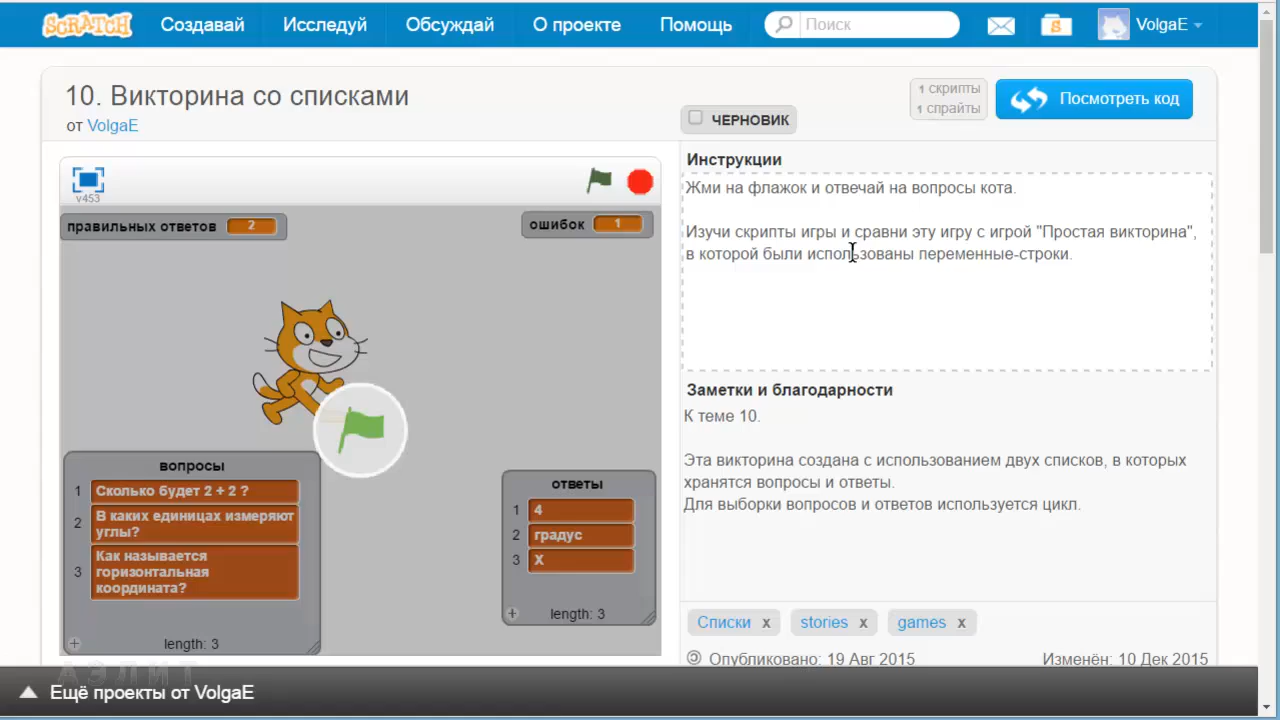 SCRATCH
Создавай
Исследуй
Обсуждай
О проекте
Помощь
Поиск
S
VolgaE
10. Викторина со списками
от VolgaE
1 скрипты
1 спрайты
Посмотреть код
ЧЕРНОВИК
v453
правильных ответов 2
ошибок 1
вопросы
1 Сколько будет 2 + 2 ?
2 В каких единицах измеряют
углы?
3 Как называется
горизонтальная
координата?
+ length: 3
ответы
1 4
2 градус
3 X
+ length: 3
Инструкции
Жми на флажок и отвечай на вопросы кота.
Изучи скрипты игры и сравни эту игру с игрой "Простая викторина",
в которой были использованы переменные-строки.
Заметки и благодарности
К теме 10.
Эта викторина создана с использованием двух списков, в которых
хранятся вопросы и ответы.
Для выборки вопросов и ответов используется цикл.
Списки x
stories x
games x
Опубликовано: 19 Авг 2015
Изменён: 10 Дек 2015
АЭЛИТ
Ещё проекты от VolgaE